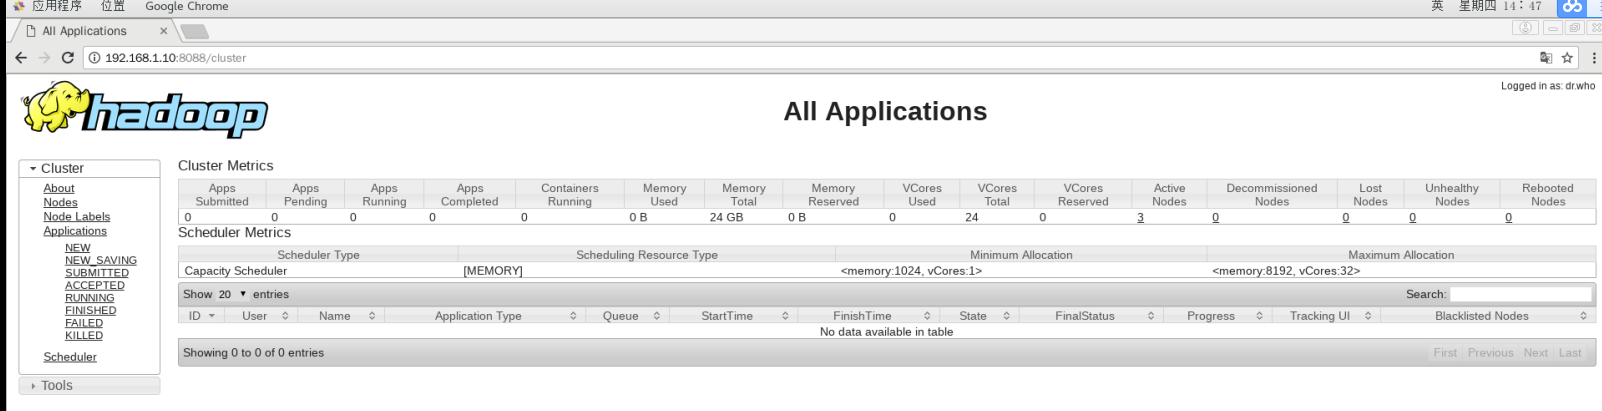 应用程序 位置 Google Chrome 英 星期四 14：47
All Applications
192.168.1.10:8088/cluster
Logged in as: dr.who
hadoop
All Applications
Cluster
About
Nodes
Node Labels
Applications
NEW
NEW_SAVING
SUBMITTED
ACCEPTED
RUNNING
FINISHED
FAILED
KILLED
Scheduler
Tools
Cluster Metrics
Apps Submitted Apps Pending Apps Running Apps Completed Containers Running Memory Used Memory Total Memory Reserved VCores Used VCores Total VCores Reserved Active Nodes Decommissioned Nodes Lost Nodes Unhealthy Nodes Rebooted Nodes
0 0 0 0 0 0 B 24 GB 0 B 0 24 0 3 0 0 0 0
Scheduler Metrics
Scheduler Type Scheduling Resource Type Minimum Allocation Maximum Allocation
Capacity Scheduler [MEMORY] <memory:1024, vCores:1> <memory:8192, vCores:32>
Show 20 entries Search:
ID User Name Application Type Queue StartTime FinishTime State FinalStatus Progress Tracking UI Blacklisted Nodes
No data available in table
Showing 0 to 0 of 0 entries First Previous Next Last